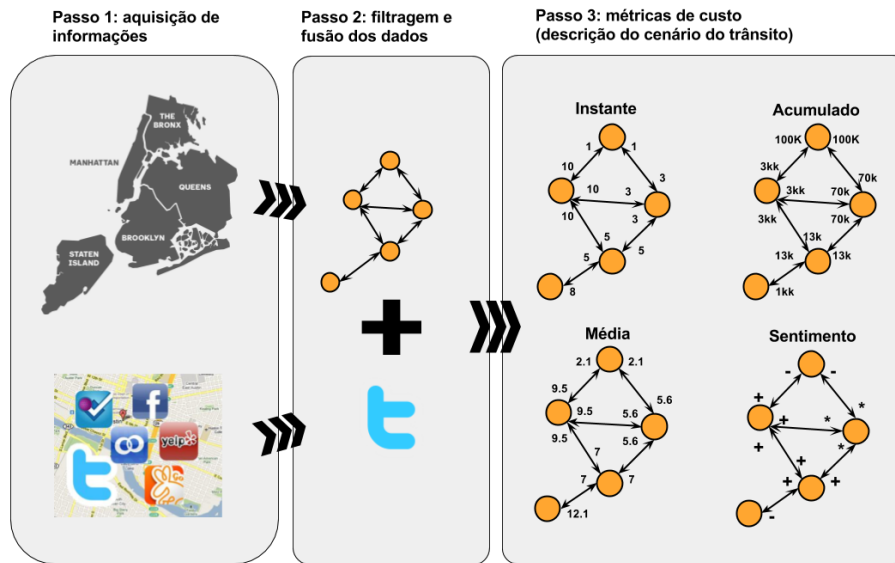 Passo 1: aquisição de
informações
Passo 2: filtragem e
fusão dos dados
Passo 3: métricas de custo
(descrição do cenário do trânsito)
THE
BRONX
MANHATTAN
QUEENS
BROOKLYN
STATEN
ISLAND
yelp
Instante
1 1
10 3
10 3
10 3
5 5
5
8
Acumulado
100K 100K
3kk 70k
3kk 70k
3kk 70k
13k
13k 13k
1kk
Média
2.1 2.1
9.5 5.6
9.5 5.6
9.5 5.6
7
7 7
12.1
Sentimento
- -
+ *
+ *
+ *
+
+ +
-